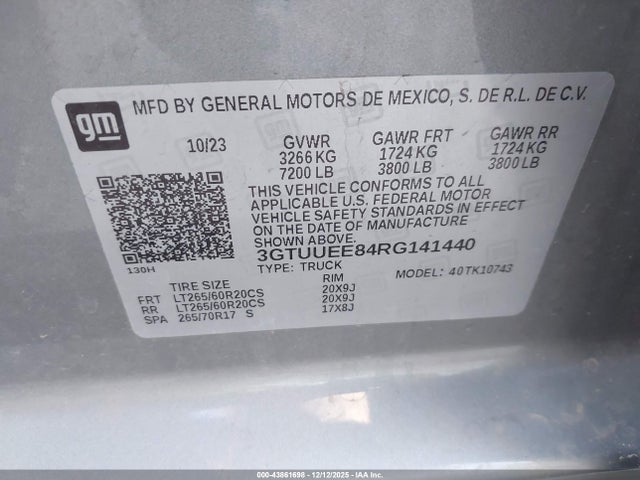 gm
MFD BY GENERAL MOTORS DE MEXICO, S. DE R.L. DE C.V.
10/23 GVWR GAWR FRT GAWR RR
3266 KG 1724 KG 1724 KG
7200 LB 3800 LB 3800 LB
THIS VEHICLE CONFORMS TO ALL
APPLICABLE U.S. FEDERAL MOTOR
VEHICLE SAFETY STANDARDS IN EFFECT
ON THE DATE OF MANUFACTURE
SHOWN ABOVE.
3GTUUEE84RG141440
130H
TYPE: TRUCK MODEL: 40TK10743
TIRE SIZE RIM
FRT LT265/60R20CS 20X9J
RR LT265/60R20CS 20X9J
SPA 265/70R17 S 17X8J
000-43861698 - 12/12/2025 - IAAI.com